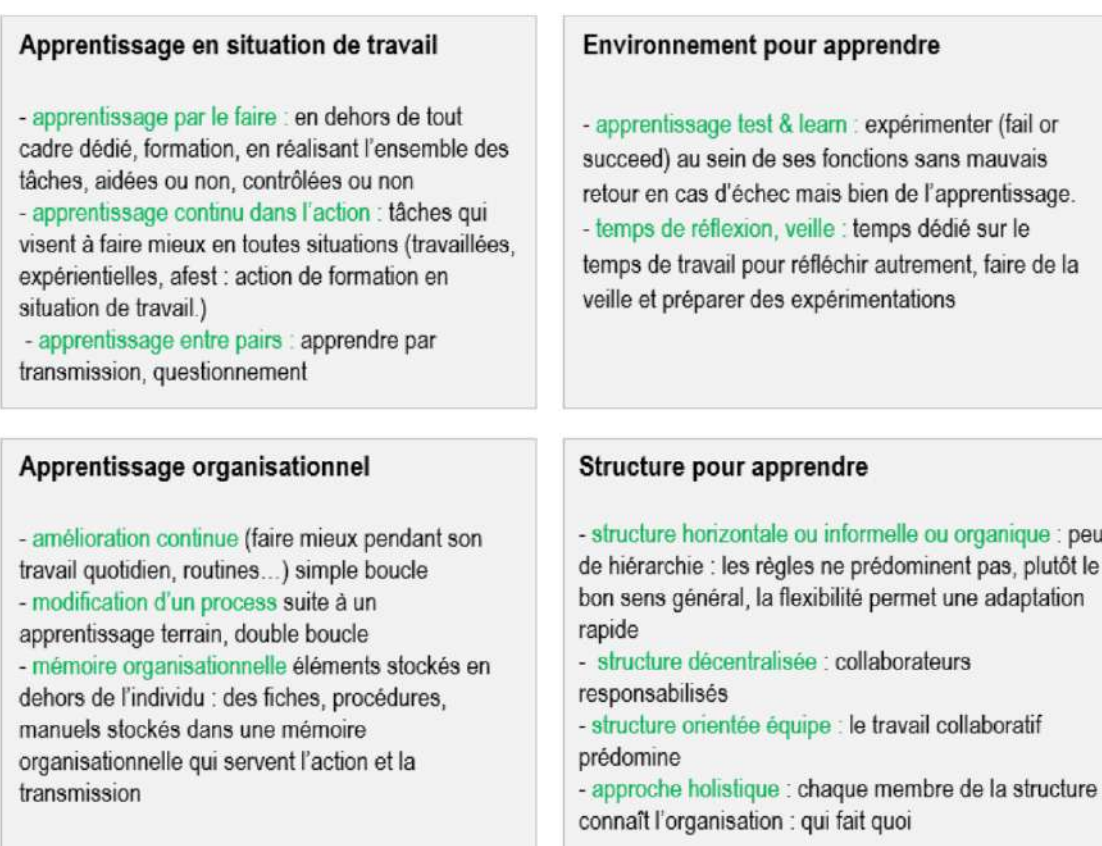 Apprentissage en situation de travail
- apprentissage par le faire : en dehors de tout
cadre dédié, formation, en réalisant l'ensemble des
tâches, aidées ou non, contrôlées ou non
- apprentissage continu dans l'action : tâches qui
visent à faire mieux en toutes situations (travaillées,
expérientielles, afest : action de formation en
situation de travail.)
- apprentissage entre pairs : apprendre par
transmission, questionnement
Environnement pour apprendre
- apprentissage test & learn : expérimenter (fail or
succeed) au sein de ses fonctions sans mauvais
retour en cas d'échec mais bien de l'apprentissage.
- temps de réflexion, veille : temps dédié sur le
temps de travail pour réfléchir autrement, faire de la
veille et préparer des expérimentations
Apprentissage organisationnel
- amélioration continue (faire mieux pendant son
travail quotidien, routines…) simple boucle
- modification d'un process suite à un
apprentissage terrain, double boucle
- mémoire organisationnelle éléments stockés en
dehors de l'individu : des fiches, procédures,
manuels stockés dans une mémoire
organisationnelle qui servent l'action et la
transmission
Structure pour apprendre
- structure horizontale ou informelle ou organique : peu
de hiérarchie : les règles ne prédominent pas, plutôt le
bon sens général, la flexibilité permet une adaptation
rapide
- structure décentralisée : collaborateurs
responsabilisés
- structure orientée équipe : le travail collaboratif
prédomine
- approche holistique : chaque membre de la structure
connaît l'organisation : qui fait quoi